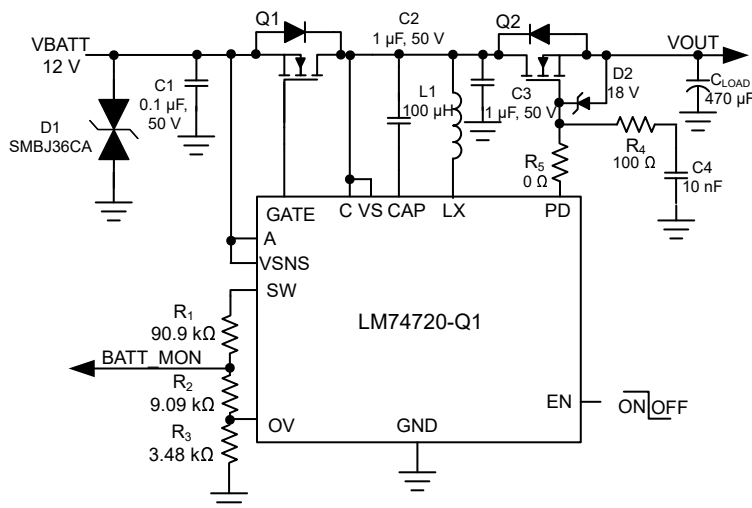 Q1
C2
1 µF, 50 V
Q2
VBATT
12 V
VOUT
C1
0.1 µF,
50 V
L1
100 µH
C3
1 µF, 50 V
D2
18 V
CLOAD
470 µF
D1
SMBJ36CA
R5
0 Ω
R4
100 Ω
C4
10 nF
GATE
C VS CAP
LX
PD
A
VSNS
SW
R1
90.9 kΩ
LM74720-Q1
BATT_MON
R2
9.09 kΩ
EN
ON OFF
OV
GND
R3
3.48 kΩ